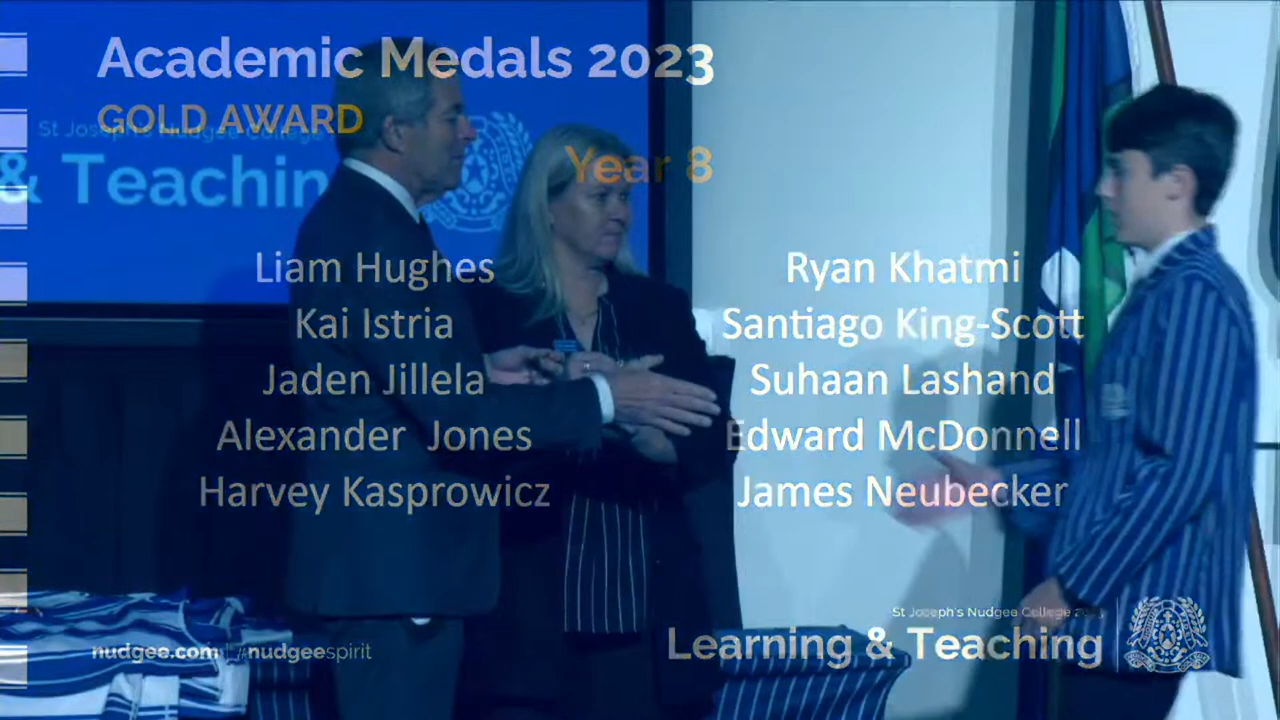 Academic Medals 2023
GOLD AWARD
St Joseph's Nudgee College
& Teaching
Year 8
Liam Hughes
Kai Istria
Jaden Jillela
Alexander Jones
Harvey Kasprowicz
Ryan Khatmi
Santiago King-Scott
Suhaan Lashand
Edward McDonnell
James Neubecker
nudgee.com | #nudgeespirit
St Joseph's Nudgee College
Learning & Teaching